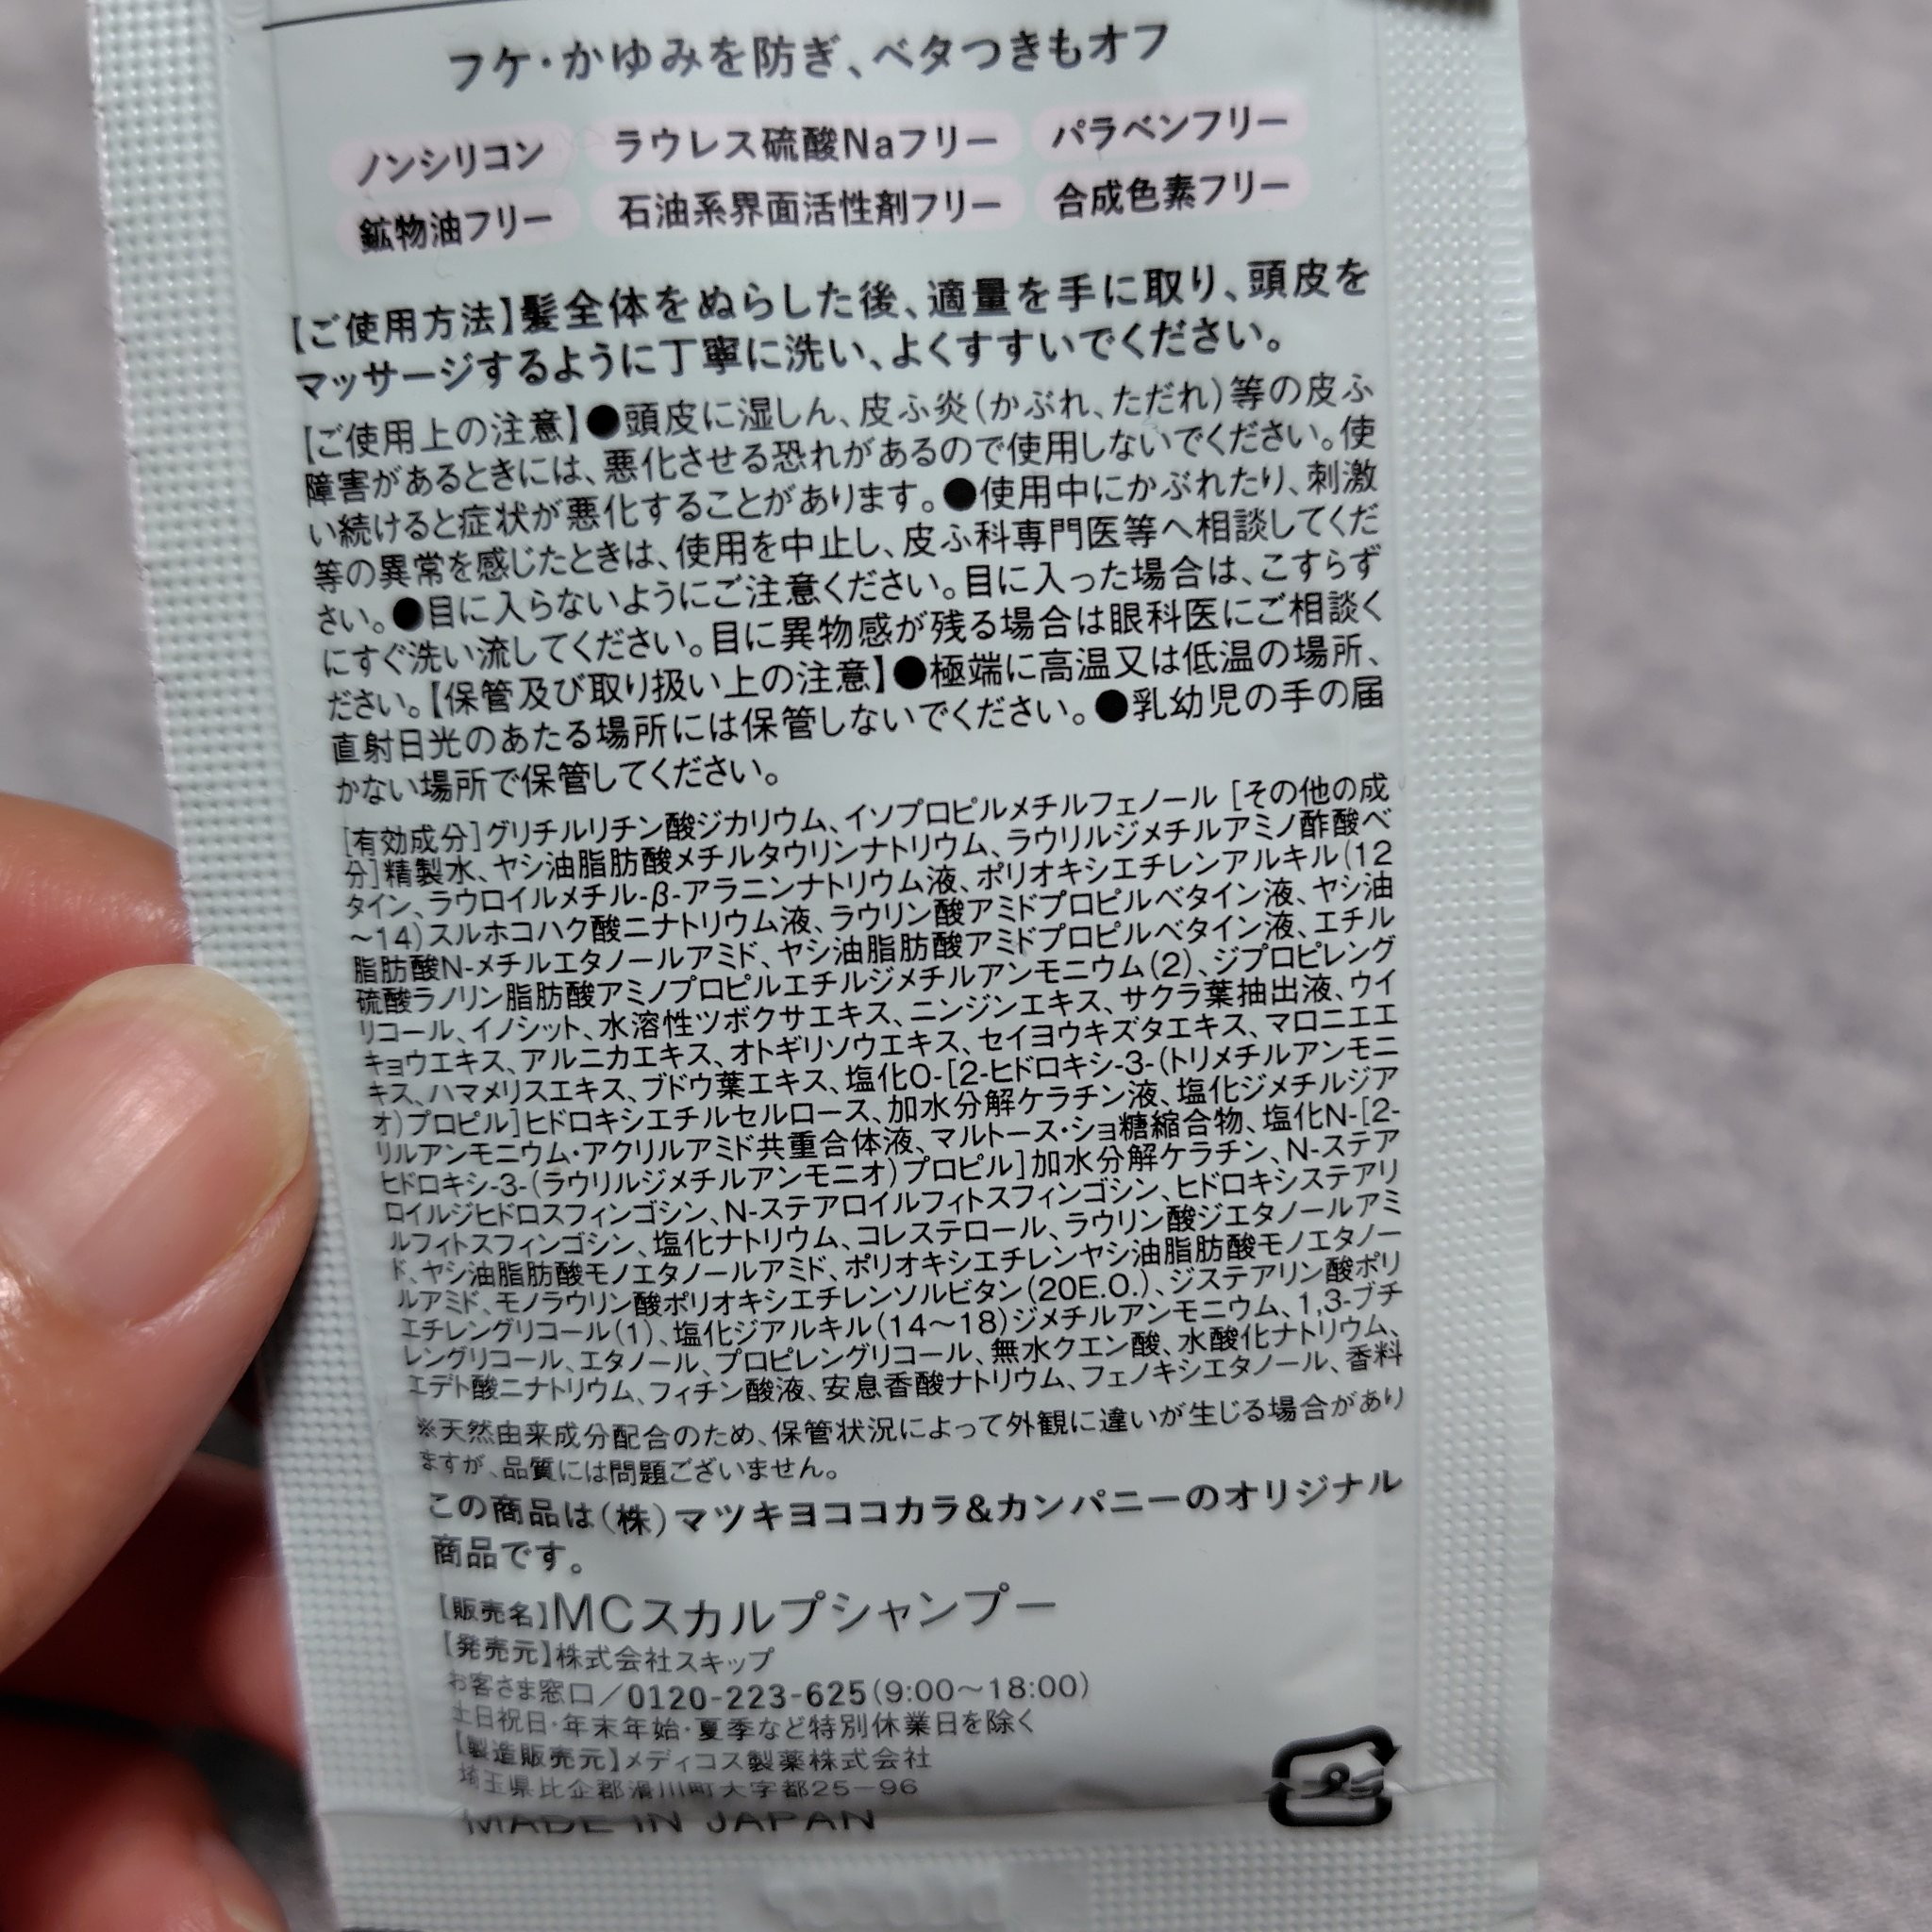 フケ・かゆみを防ぎ、ベタつきもオフ
ノンシリコン ラウレス硫酸Naフリー パラベンフリー
鉱物油フリー 石油系界面活性剤フリー 合成色素フリー
【ご使用方法】髪全体をぬらした後、適量を手に取り、頭皮を
マッサージするように丁寧に洗い、よくすすいでください。
【ご使用上の注意】●頭皮に湿しん、皮ふ炎(かぶれ、ただれ)等の皮ふ
障害があるときには、悪化させる恐れがあるので使用しないでください。使
い続けると症状が悪化することがあります。●使用中にかぶれたり、刺激
等の異常を感じたときは、使用を中止し、皮ふ科専門医等へ相談してくだ
さい。●目に入らないようにご注意ください。目に入った場合は、こすらず
にすぐ洗い流してください。目に異物感が残る場合は眼科医にご相談く
ださい。【保管及び取り扱い上の注意】●極端に高温又は低温の場所、
直射日光のあたる場所には保管しないでください。●乳幼児の手の届
かない場所で保管してください。
[有効成分]グリチルリチン酸ジカリウム、イソプロピルメチルフェノール [その他の成
分]精製水、ヤシ油脂肪酸メチルタウリンナトリウム、ラウリルジメチルアミノ酢酸ベ
タイン、ラウロイルメチル-β-アラニンナトリウム液、ポリオキシエチレンアルキル(12
～14)スルホコハク酸二ナトリウム液、ラウリン酸アミドプロピルベタイン液、ヤシ油
脂肪酸N-メチルエタノールアミド、ヤシ油脂肪酸アミドプロピルベタイン液、エチル
硫酸ラノリン脂肪酸アミノプロピルエチルジメチルアンモニウム(2)、ジプロピレング
リコール、イノシット、水溶性ツボクサエキス、ニンジンエキス、サクラ葉抽出液、ウイ
キョウエキス、アルニカエキス、オトギリソウエキス、セイヨウキズタエキス、マロニエエ
キス、ハマメリスエキス、ブドウ葉エキス、塩化O-[2-ヒドロキシ-3-(トリメチルアンモニ
オ)プロピル]ヒドロキシエチルセルロース、加水分解ケラチン液、塩化ジメチルジア
リルアンモニウム・アクリルアミド共重合体液、マルトース・ショ糖縮合物、塩化N-[2-
ヒドロキシ-3-(ラウリルジメチルアンモニオ)プロピル]加水分解ケラチン、N-ステア
ロイルジヒドロスフィンゴシン、N-ステアロイルフィトスフィンゴシン、ヒドロキシステアリ
ルフィトスフィンゴシン、塩化ナトリウム、コレステロール、ラウリン酸ジエタノールアミ
ド、ヤシ油脂肪酸モノエタノールアミド、ポリオキシエチレンヤシ油脂肪酸モノエタノー
ルアミド、モノラウリン酸ポリオキシエチレンソルビタン(20E.O.)、ジステアリン酸ポリ
エチレングリコール(1)、塩化ジアルキル(14～18)ジメチルアンモニウム、1,3-ブチ
レングリコール、エタノール、プロピレングリコール、無水クエン酸、水酸化ナトリウム、
エデト酸二ナトリウム、フィチン酸液、安息香酸ナトリウム、フェノキシエタノール、香料
※天然由来成分配合のため、保管状況によって外観に違いが生じる場合があり
ますが、品質には問題ございません。
この商品は(株)マツキヨココカラ&カンパニーのオリジナル
商品です。
【販売名】MCスカルプシャンプー
【発売元】株式会社スキップ
お客さま窓口／0120-223-625(9:00～18:00)
土日祝日・年末年始・夏季など特別休業日を除く
【製造販売元】メディコス製薬株式会社
埼玉県比企郡滑川町大字都25-96
MADE IN JAPAN
プラ